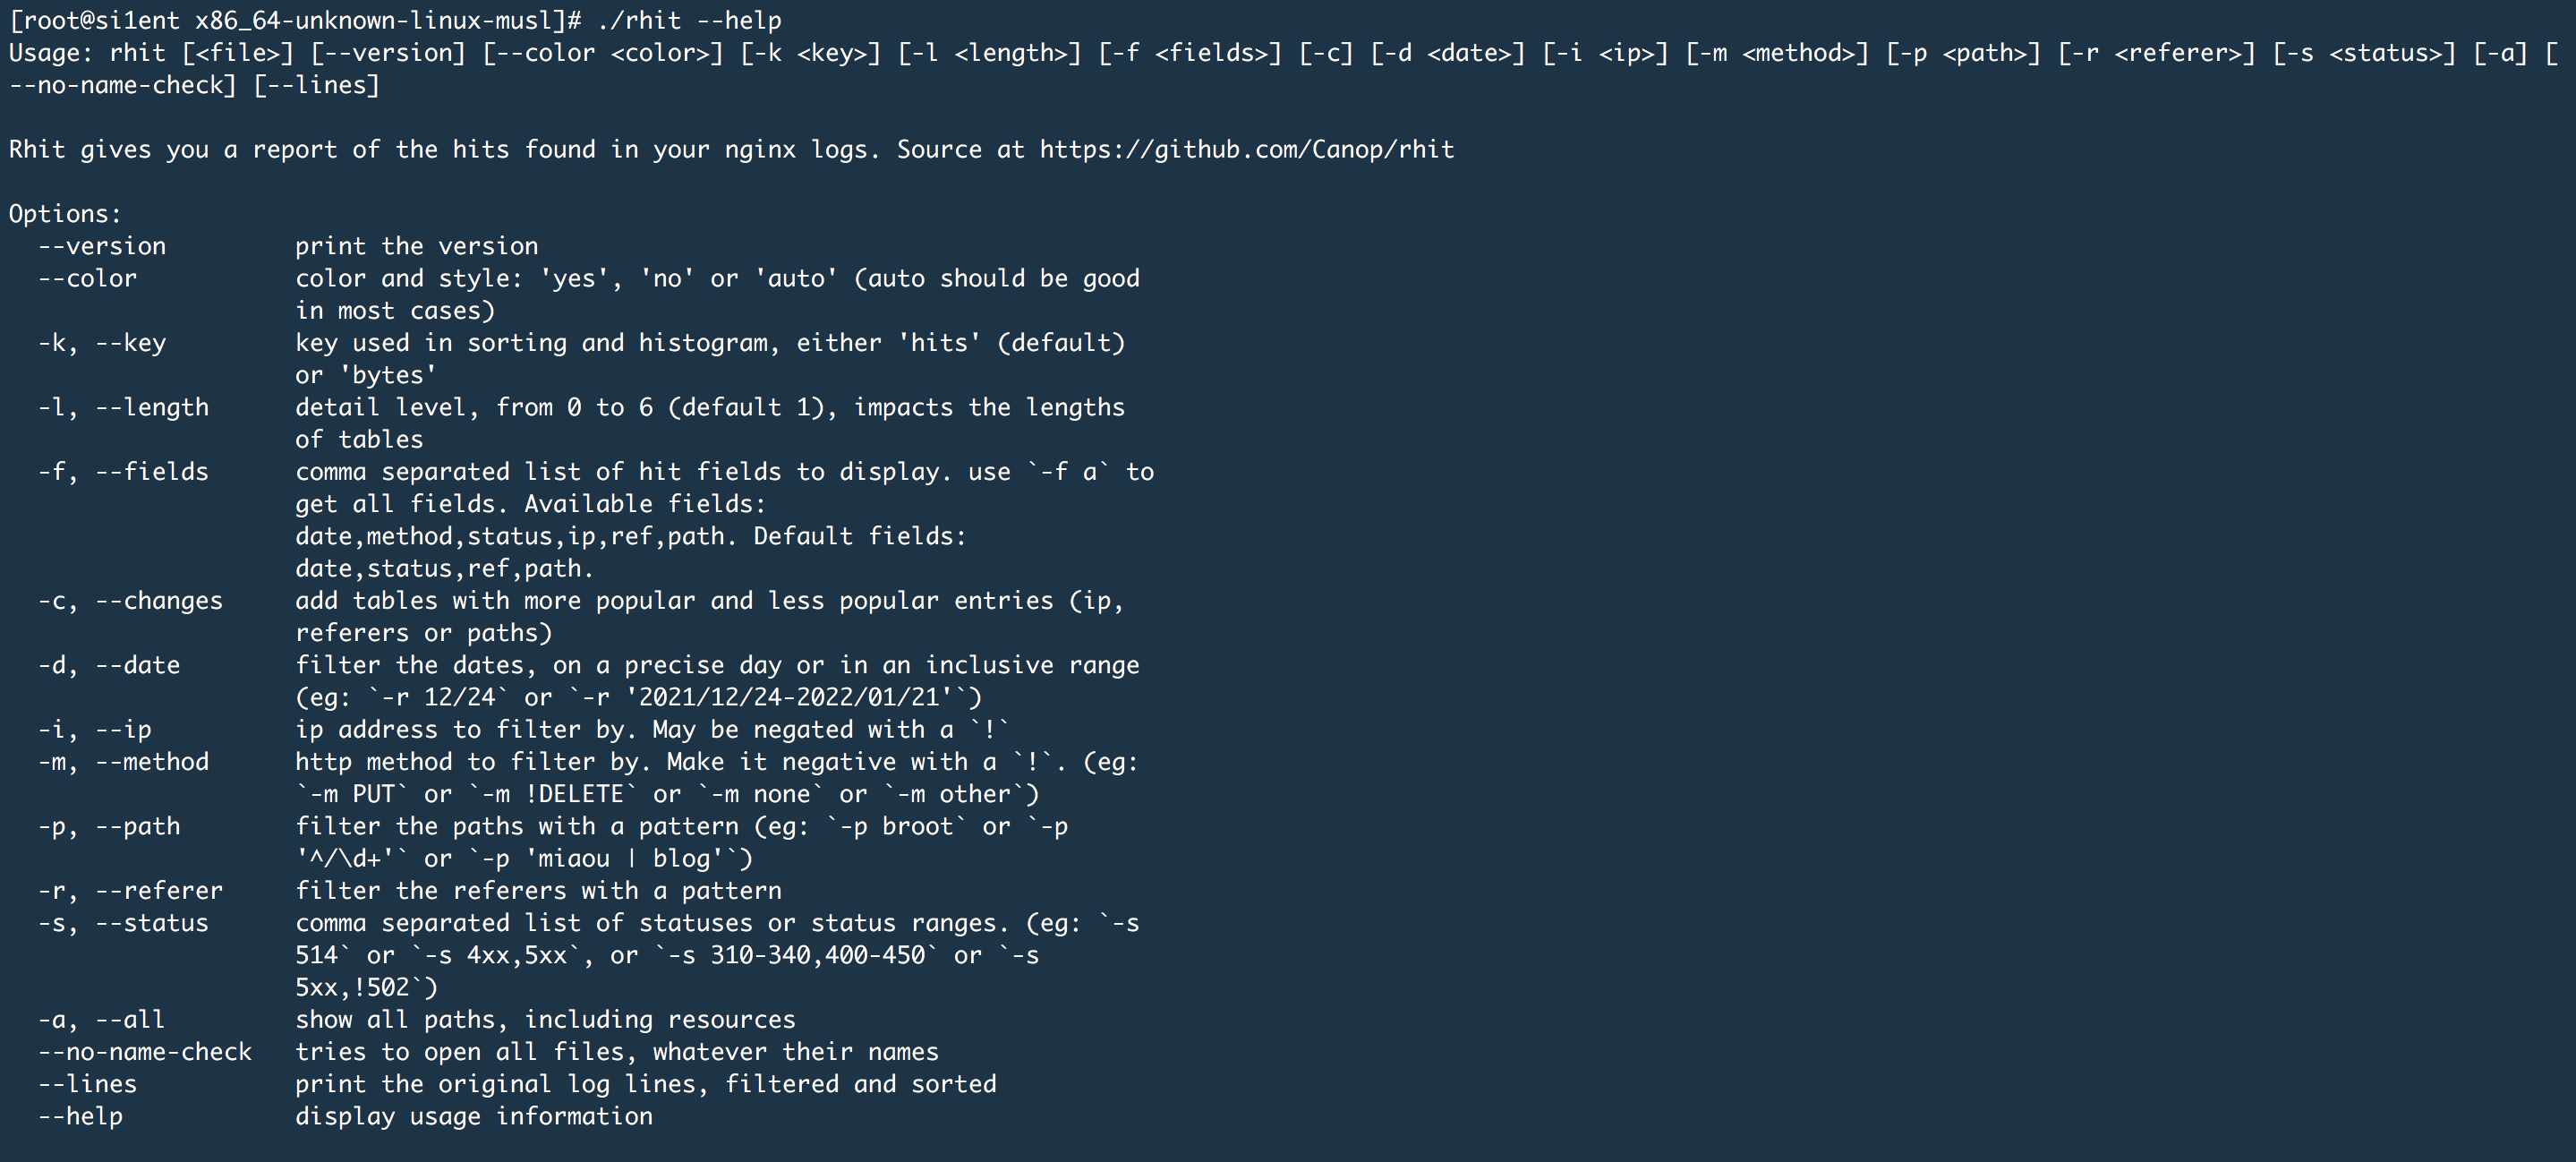 [root@si1ent x86_64-unknown-linux-musl]# ./rhit --help
Usage: rhit [<file>] [--version] [--color <color>] [-k <key>] [-l <length>] [-f <fields>] [-c] [-d <date>] [-i <ip>] [-m <method>] [-p <path>] [-r <referer>] [-s <status>] [-a] [
--no-name-check] [--lines]

Rhit gives you a report of the hits found in your nginx logs. Source at https://github.com/Canop/rhit

Options:
  --version         print the version
  --color           color and style: 'yes', 'no' or 'auto' (auto should be good
                    in most cases)
  -k, --key         key used in sorting and histogram, either 'hits' (default)
                    or 'bytes'
  -l, --length      detail level, from 0 to 6 (default 1), impacts the lengths
                    of tables
  -f, --fields      comma separated list of hit fields to display. use `-f a` to
                    get all fields. Available fields:
                    date,method,status,ip,ref,path. Default fields:
                    date,status,ref,path.
  -c, --changes     add tables with more popular and less popular entries (ip,
                    referers or paths)
  -d, --date        filter the dates, on a precise day or in an inclusive range
                    (eg: `-r 12/24` or `-r '2021/12/24-2022/01/21'`)
  -i, --ip          ip address to filter by. May be negated with a `!`
  -m, --method      http method to filter by. Make it negative with a `!`. (eg:
                    `-m PUT` or `-m !DELETE` or `-m none` or `-m other`)
  -p, --path        filter the paths with a pattern (eg: `-p broot` or `-p
                    '^/\d+'` or `-p 'miaou | blog'`)
  -r, --referer     filter the referers with a pattern
  -s, --status      comma separated list of statuses or status ranges. (eg: `-s
                    514` or `-s 4xx,5xx`, or `-s 310-340,400-450` or `-s
                    5xx,!502`)
  -a, --all         show all paths, including resources
  --no-name-check   tries to open all files, whatever their names
  --lines           print the original log lines, filtered and sorted
  --help            display usage information